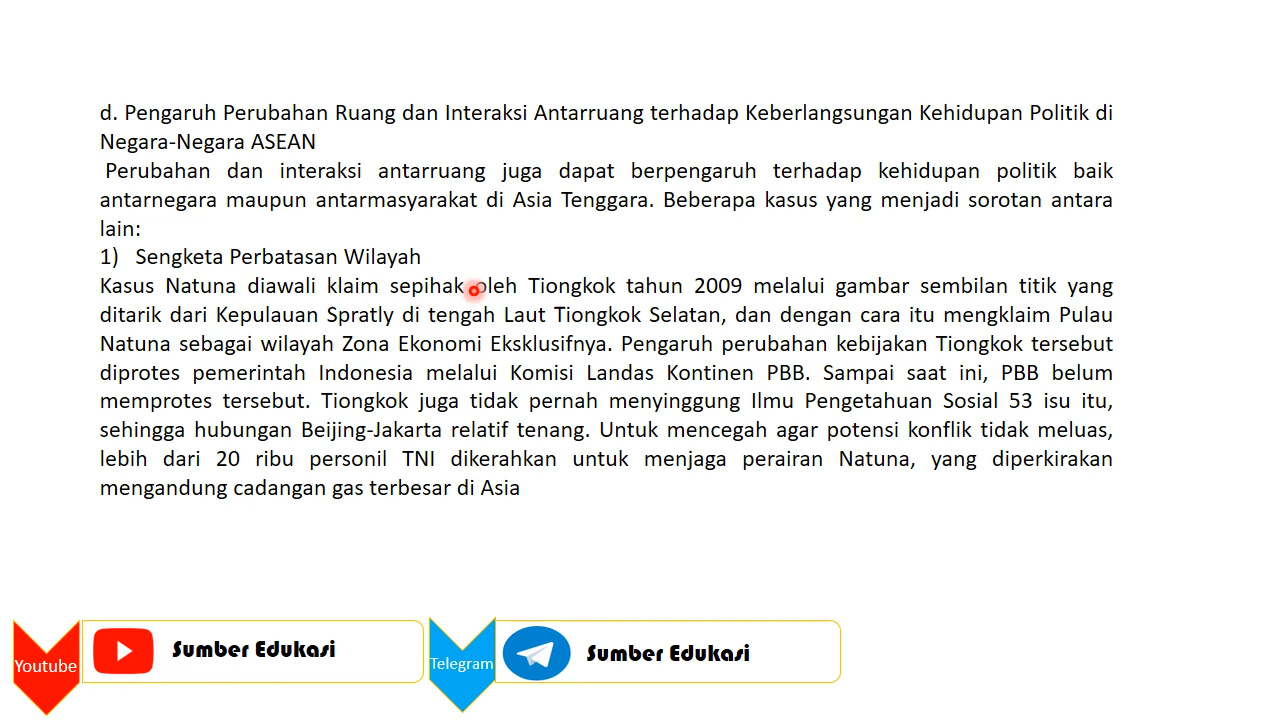 d. Pengaruh Perubahan Ruang dan Interaksi Antarruang terhadap Keberlangsungan Kehidupan Politik di
Negara-Negara ASEAN
Perubahan dan interaksi antarruang juga dapat berpengaruh terhadap kehidupan politik baik
antarnegara maupun antarmasyarakat di Asia Tenggara. Beberapa kasus yang menjadi sorotan antara
lain:
1) Sengketa Perbatasan Wilayah
Kasus Natuna diawali klaim sepihak oleh Tiongkok tahun 2009 melalui gambar sembilan titik yang
ditarik dari Kepulauan Spratly di tengah Laut Tiongkok Selatan, dan dengan cara itu mengklaim Pulau
Natuna sebagai wilayah Zona Ekonomi Eksklusifnya. Pengaruh perubahan kebijakan Tiongkok tersebut
diprotes pemerintah Indonesia melalui Komisi Landas Kontinen PBB. Sampai saat ini, PBB belum
memprotes tersebut. Tiongkok juga tidak pernah menyinggung Ilmu Pengetahuan Sosial 53 isu itu,
sehingga hubungan Beijing-Jakarta relatif tenang. Untuk mencegah agar potensi konflik tidak meluas,
lebih dari 20 ribu personil TNI dikerahkan untuk menjaga perairan Natuna, yang diperkirakan
mengandung cadangan gas terbesar di Asia
Youtube
Sumber Edukasi
Telegram
Sumber Edukasi